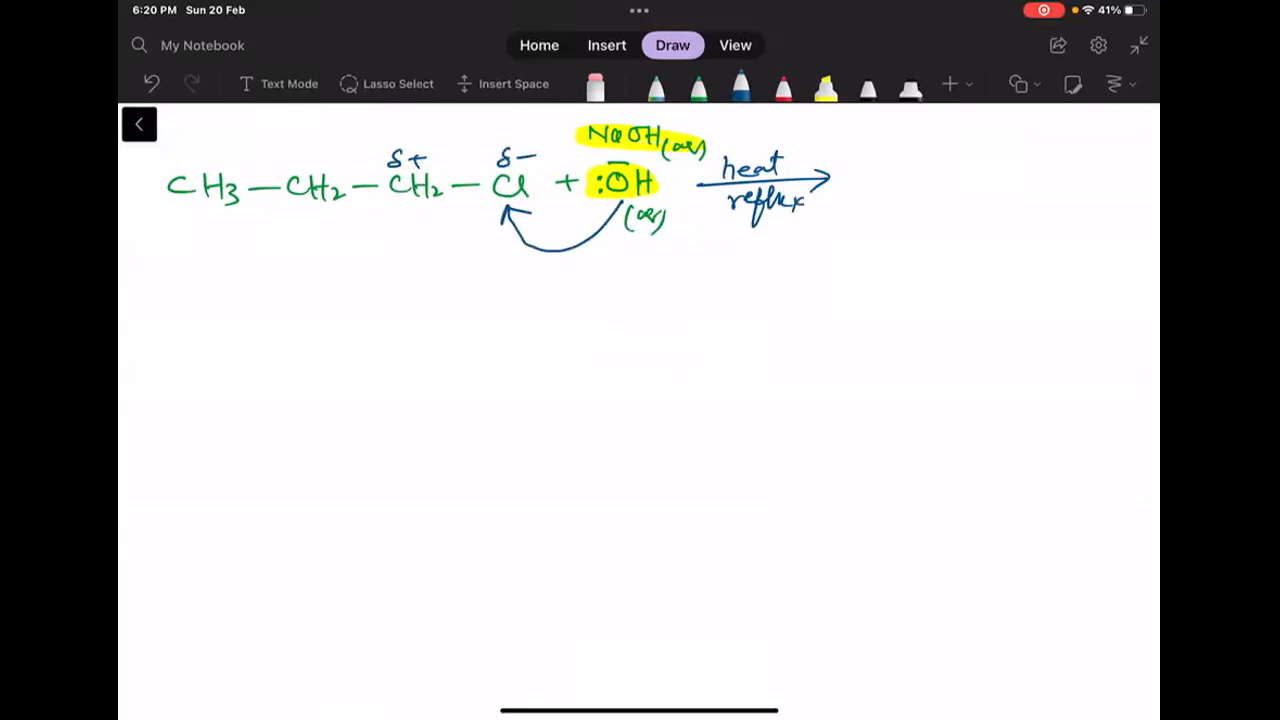 6:20 PM Sun 20 Feb
41%
My Notebook
Home Insert Draw View
Text Mode Lasso Select Insert Space
NaOH(aq)
δ+ δ−
CH3 — CH2 — CH2 — Cl + :ŌH
(aq)
heat
reflux